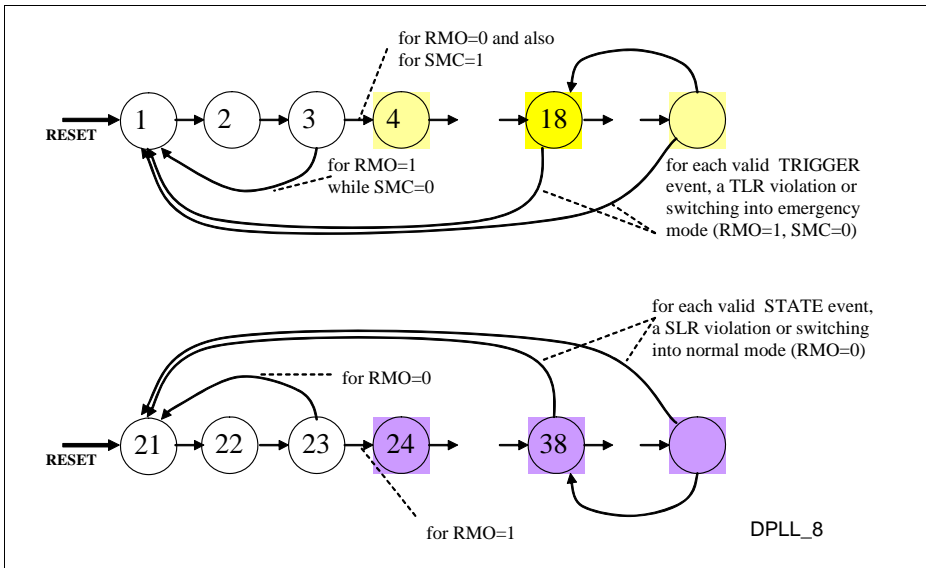 for RMO=0 and also
for SMC=1
RESET
1
2
3
4
18
for RMO=1
while SMC=0
for each valid TRIGGER
event, a TLR violation or
switching into emergency
mode (RMO=1, SMC=0)
for each valid STATE event,
a SLR violation or switching
into normal mode (RMO=0)
for RMO=0
RESET
21
22
23
24
38
for RMO=1
DPLL_8